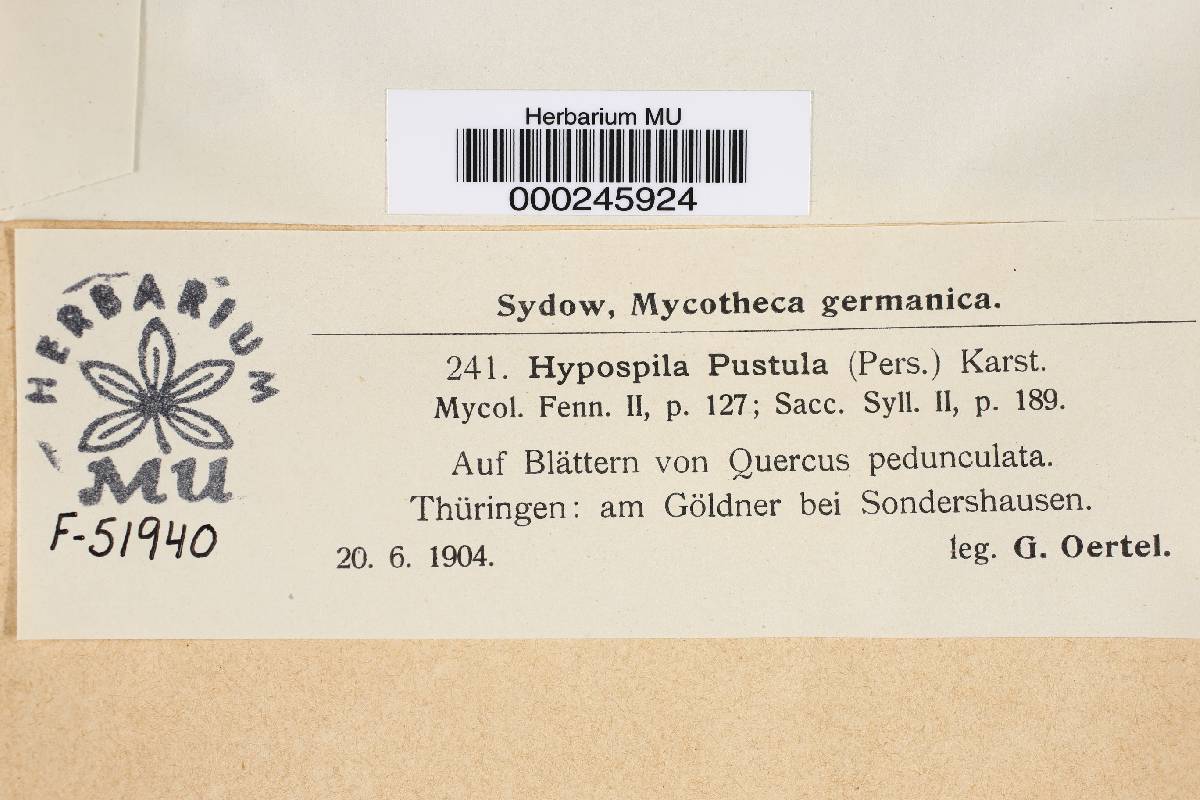 Herbarium MU
000245924
HERBARIUM
MU
F-51940
Sydow, Mycotheca germanica.
241. Hypospila Pustula (Pers.) Karst.
Mycol. Fenn. II, p. 127; Sacc. Syll. II, p. 189.
Auf Blättern von Quercus pedunculata.
Thüringen: am Göldner bei Sondershausen.
20. 6. 1904. leg. G. Oertel.